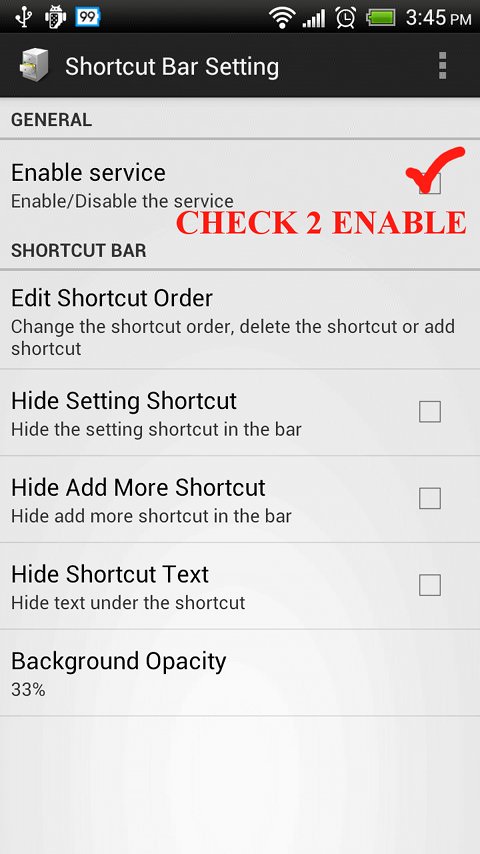 99 3:45 PM
Shortcut Bar Setting
GENERAL
Enable service
Enable/Disable the service
CHECK 2 ENABLE
SHORTCUT BAR
Edit Shortcut Order
Change the shortcut order, delete the shortcut or add
shortcut
Hide Setting Shortcut
Hide the setting shortcut in the bar
Hide Add More Shortcut
Hide add more shortcut in the bar
Hide Shortcut Text
Hide text under the shortcut
Background Opacity
33%